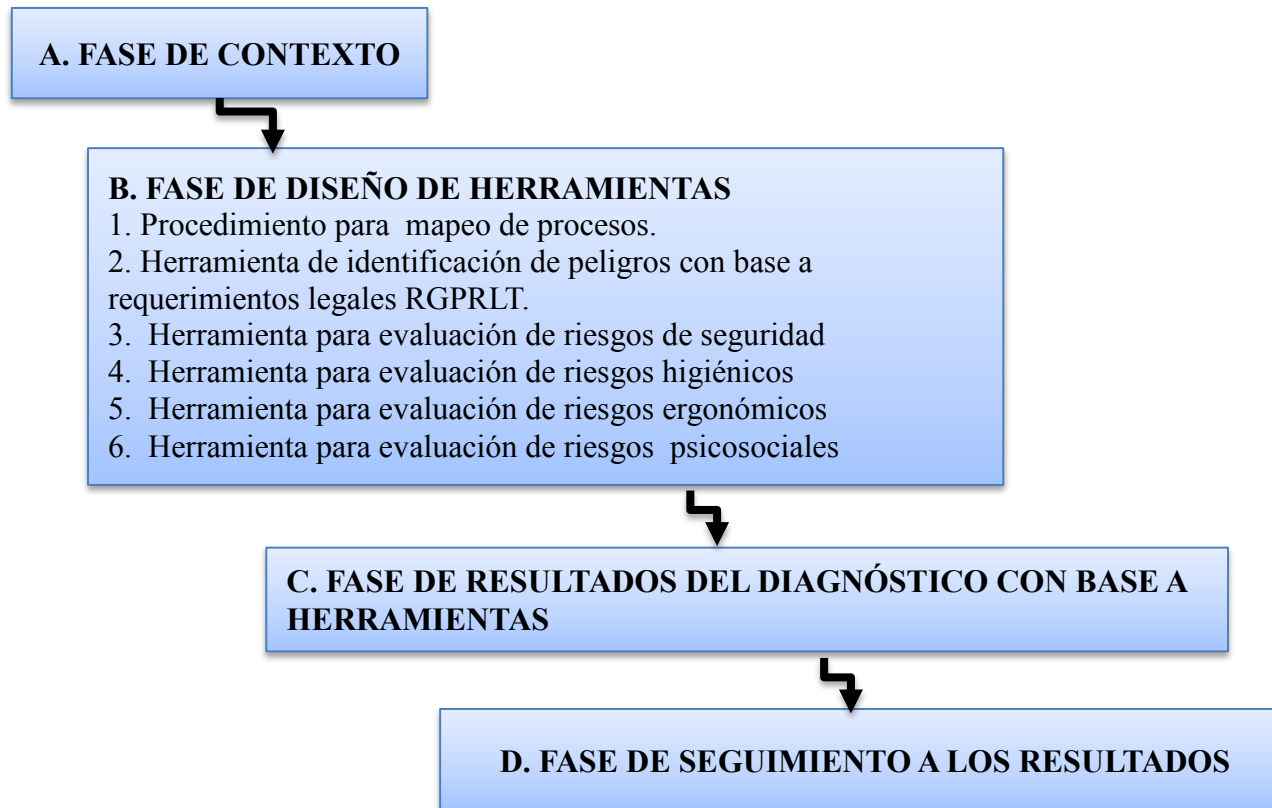 A. FASE DE CONTEXTO
B. FASE DE DISEÑO DE HERRAMIENTAS
1. Procedimiento para mapeo de procesos.
2. Herramienta de identificación de peligros con base a
requerimientos legales RGPRLT.
3. Herramienta para evaluación de riesgos de seguridad
4. Herramienta para evaluación de riesgos higiénicos
5. Herramienta para evaluación de riesgos ergonómicos
6. Herramienta para evaluación de riesgos psicosociales
C. FASE DE RESULTADOS DEL DIAGNÓSTICO CON BASE A
HERRAMIENTAS
D. FASE DE SEGUIMIENTO A LOS RESULTADOS